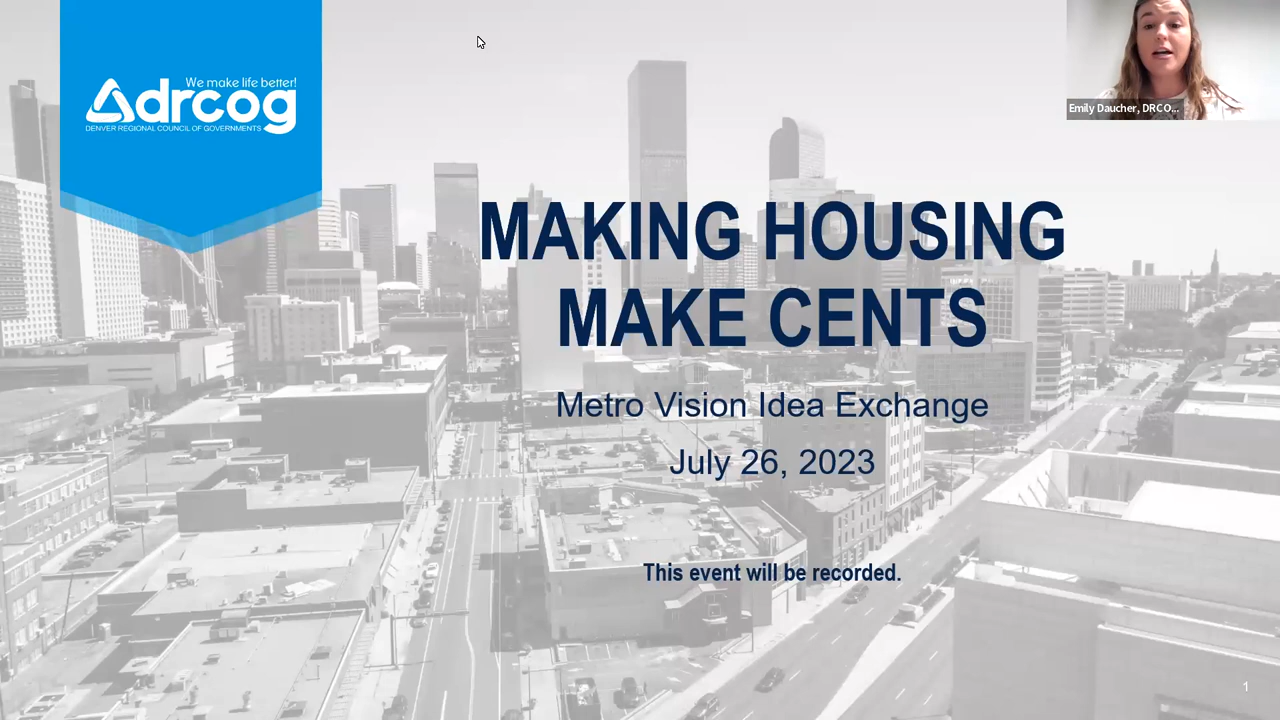 We make life better!
drcog
DENVER REGIONAL COUNCIL OF GOVERNMENTS
Emily Daucher, DRCO...
MAKING HOUSING
MAKE CENTS
Metro Vision Idea Exchange
July 26, 2023
This event will be recorded.
1